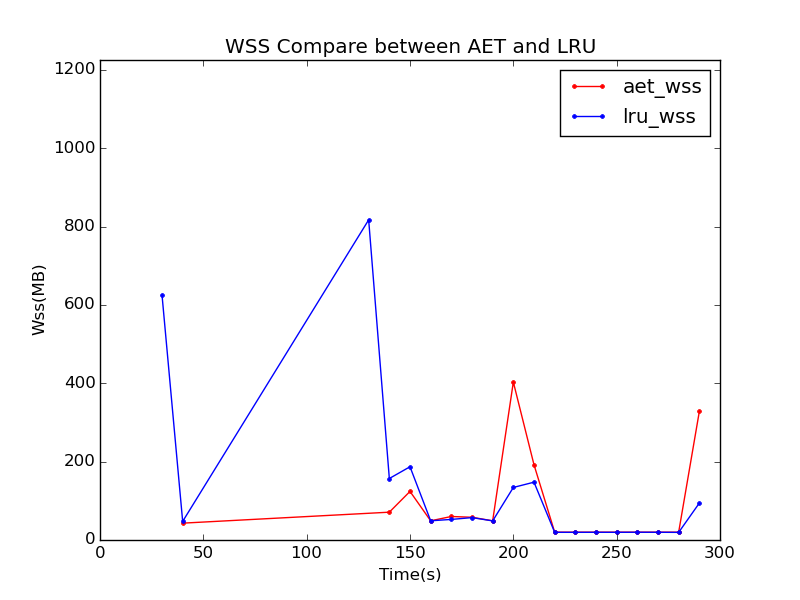 WSS Compare between AET and LRU
aet_wss
lru_wss
1200
1000
800
600
400
200
0
Wss(MB)
0 50 100 150 200 250 300
Time(s)